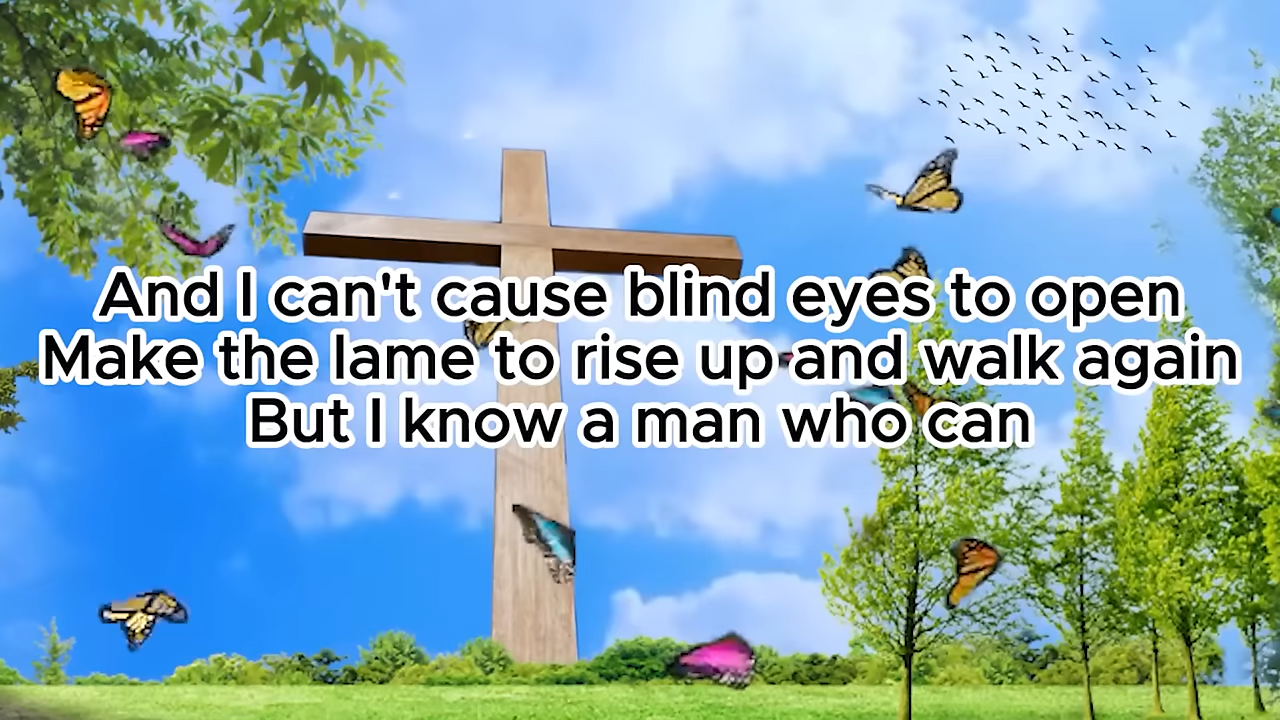 And I can't cause blind eyes to open
Make the lame to rise up and walk again
But I know a man who can